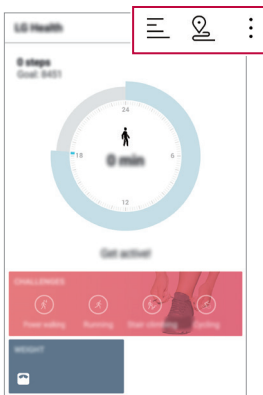 LG Health
0 steps
Goal: 8451
24
18
6
0 min
12
Get active!
CHALLENGES
Power walking Running Stair climbing Cycling
WEIGHT